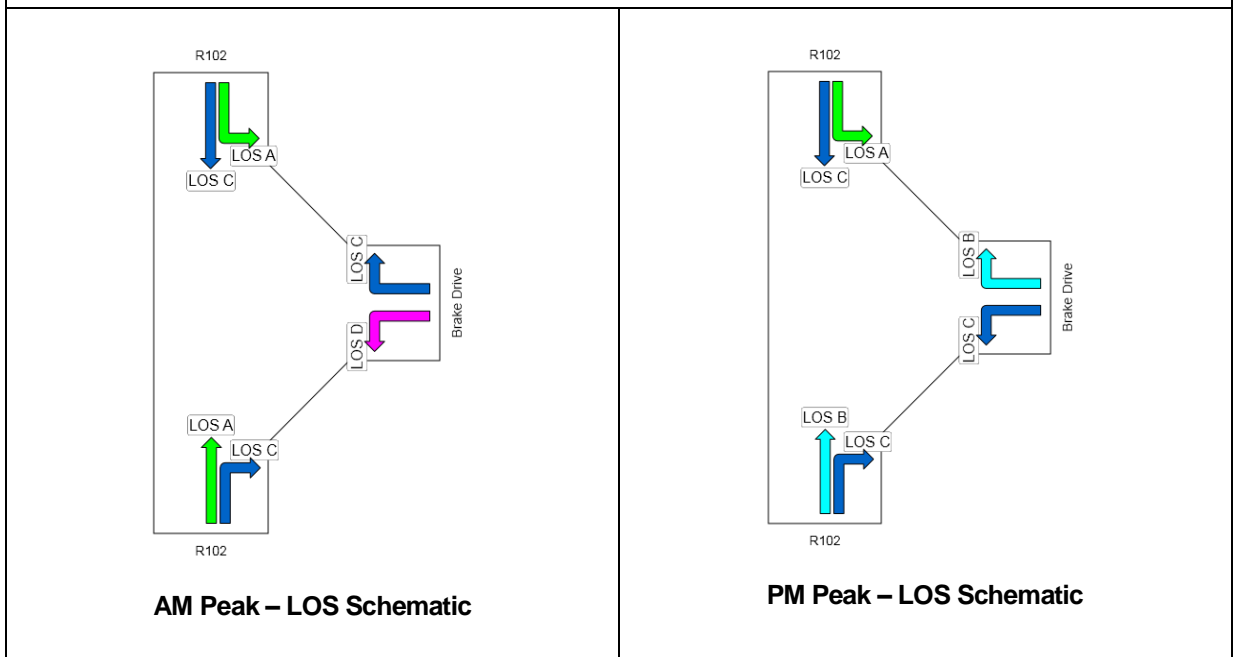 R102
LOS A
LOS C
LOS C
LOS D
Brake Drive
LOS A
LOS C
R102
AM Peak – LOS Schematic
R102
LOS A
LOS C
LOS B
LOS C
Brake Drive
LOS B
LOS C
R102
PM Peak – LOS Schematic